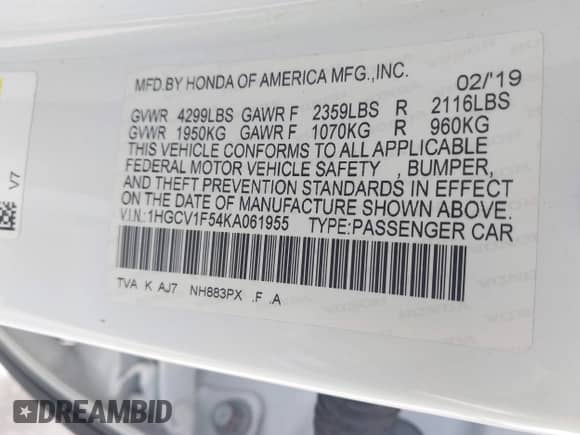 MFD.BY HONDA OF AMERICA MFG.,INC. 02/'19
GVWR 4299LBS GAWR F 2359LBS R 2116LBS
GVWR 1950KG GAWR F 1070KG R 960KG
THIS VEHICLE CONFORMS TO ALL APPLICABLE
FEDERAL MOTOR VEHICLE SAFETY , BUMPER,
AND THEFT PREVENTION STANDARDS IN EFFECT
ON THE DATE OF MANUFACTURE SHOWN ABOVE.
V.I.N.:1HGCV1F54KA061955 TYPE:PASSENGER CAR
TVA K AJ7 NH883PX .F .A
V7
DREAMBID